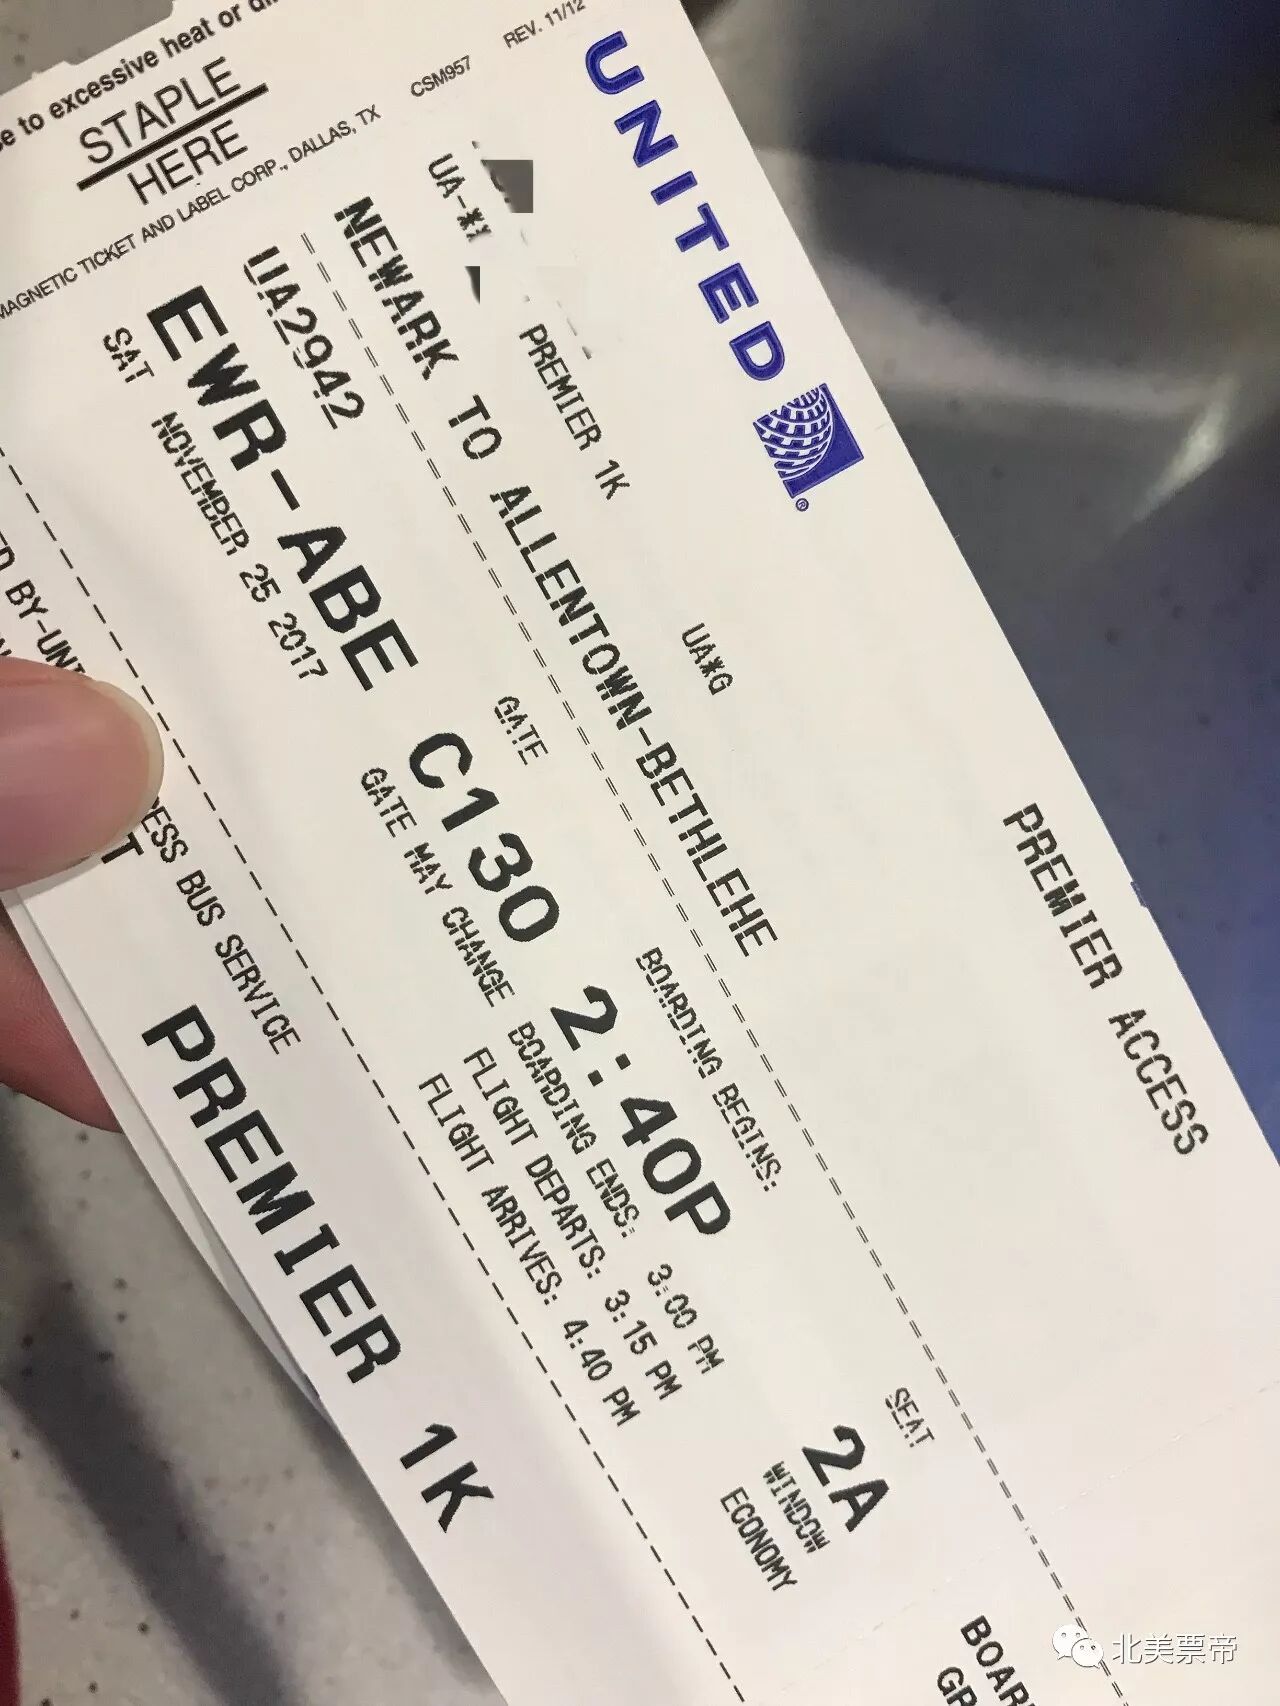 to excessive heat or
STAPLE
HERE
MAGNETIC TICKET AND LABEL CORP., DALLAS, TX CSM957 REV. 11/12
UNITED
PREMIER ACCESS
PREMIER 1K
UA*G
NEWARK TO ALLENTOWN-BETHLEHE
UA2942
GATE
BOARDING BEGINS:
SEAT
EWR-ABE C130 2:40P 2A
SAT NOVEMBER 25 2017
GATE MAY CHANGE
BOARDING ENDS: 3:00 PM
WINDOW
FLIGHT DEPARTS: 3:15 PM
ECONOMY
FLIGHT ARRIVES: 4:40 PM
BUS SERVICE
PREMIER 1K
北美票帝